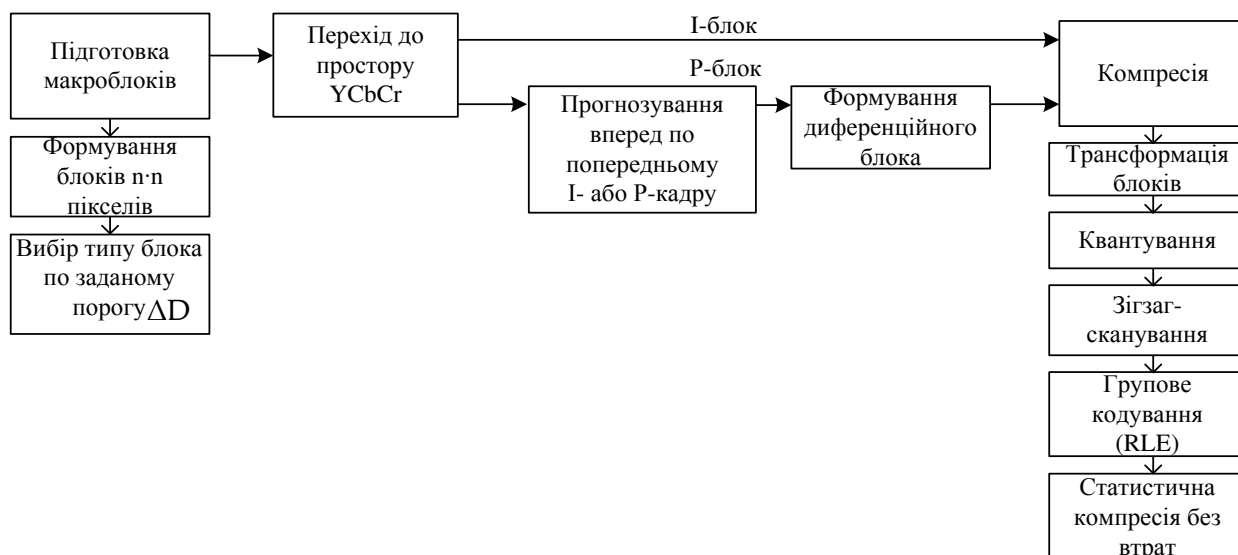 Підготовка
макроблоків
Формування
блоків n·n
пікселів
Вибір типу блока
по заданому
порогу ΔD
Перехід до
простору
YCbCr
I-блок
P-блок
Прогнозування
вперед по
попередньому
I- або P-кадру
Формування
диференційного
блока
Компресія
Трансформація
блоків
Квантування
Зігзаг-
сканування
Групове
кодування
(RLE)
Статистична
компресія без
втрат